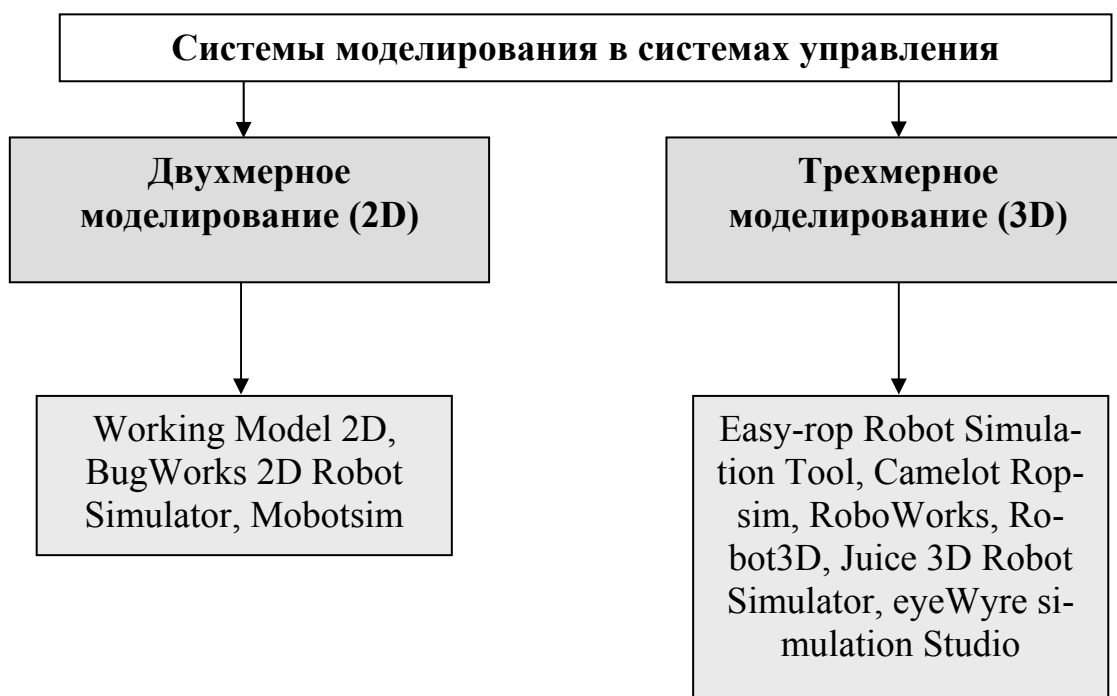 Системы моделирования в системах управления
Двухмерное
моделирование (2D)
Трехмерное
моделирование (3D)
Working Model 2D,
BugWorks 2D Robot
Simulator, Mobotsim
Easy-rop Robot Simula-
tion Tool, Camelot Rop-
sim, RoboWorks, Ro-
bot3D, Juice 3D Robot
Simulator, eyeWyre si-
mulation Studio